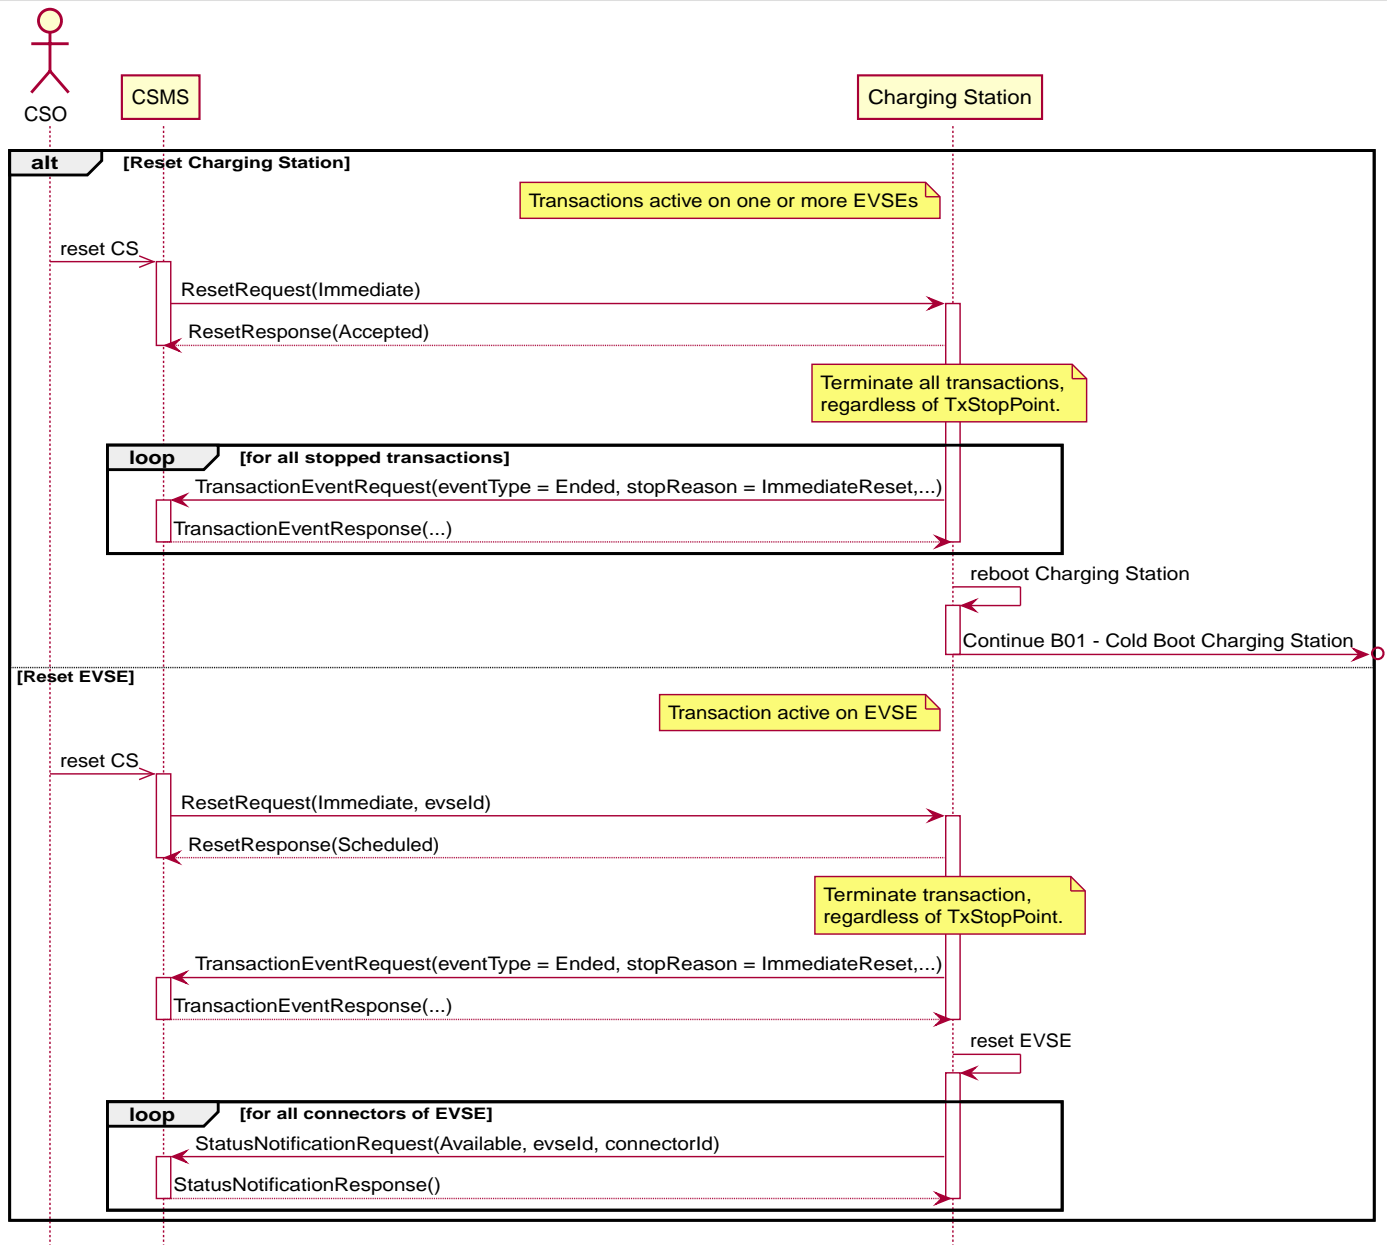 CSO
CSMS
Charging Station
alt
[Reset Charging Station]
Transactions active on one or more EVSEs
reset CS
ResetRequest(Immediate)
ResetResponse(Accepted)
Terminate all transactions,
regardless of TxStopPoint.
loop
[for all stopped transactions]
TransactionEventRequest(eventType = Ended, stopReason = ImmediateReset,...)
TransactionEventResponse(...)
reboot Charging Station
Continue B01 - Cold Boot Charging Station
[Reset EVSE]
Transaction active on EVSE
reset CS
ResetRequest(Immediate, evseId)
ResetResponse(Scheduled)
Terminate transaction,
regardless of TxStopPoint.
TransactionEventRequest(eventType = Ended, stopReason = ImmediateReset,...)
TransactionEventResponse(...)
reset EVSE
loop
[for all connectors of EVSE]
StatusNotificationRequest(Available, evseId, connectorId)
StatusNotificationResponse()